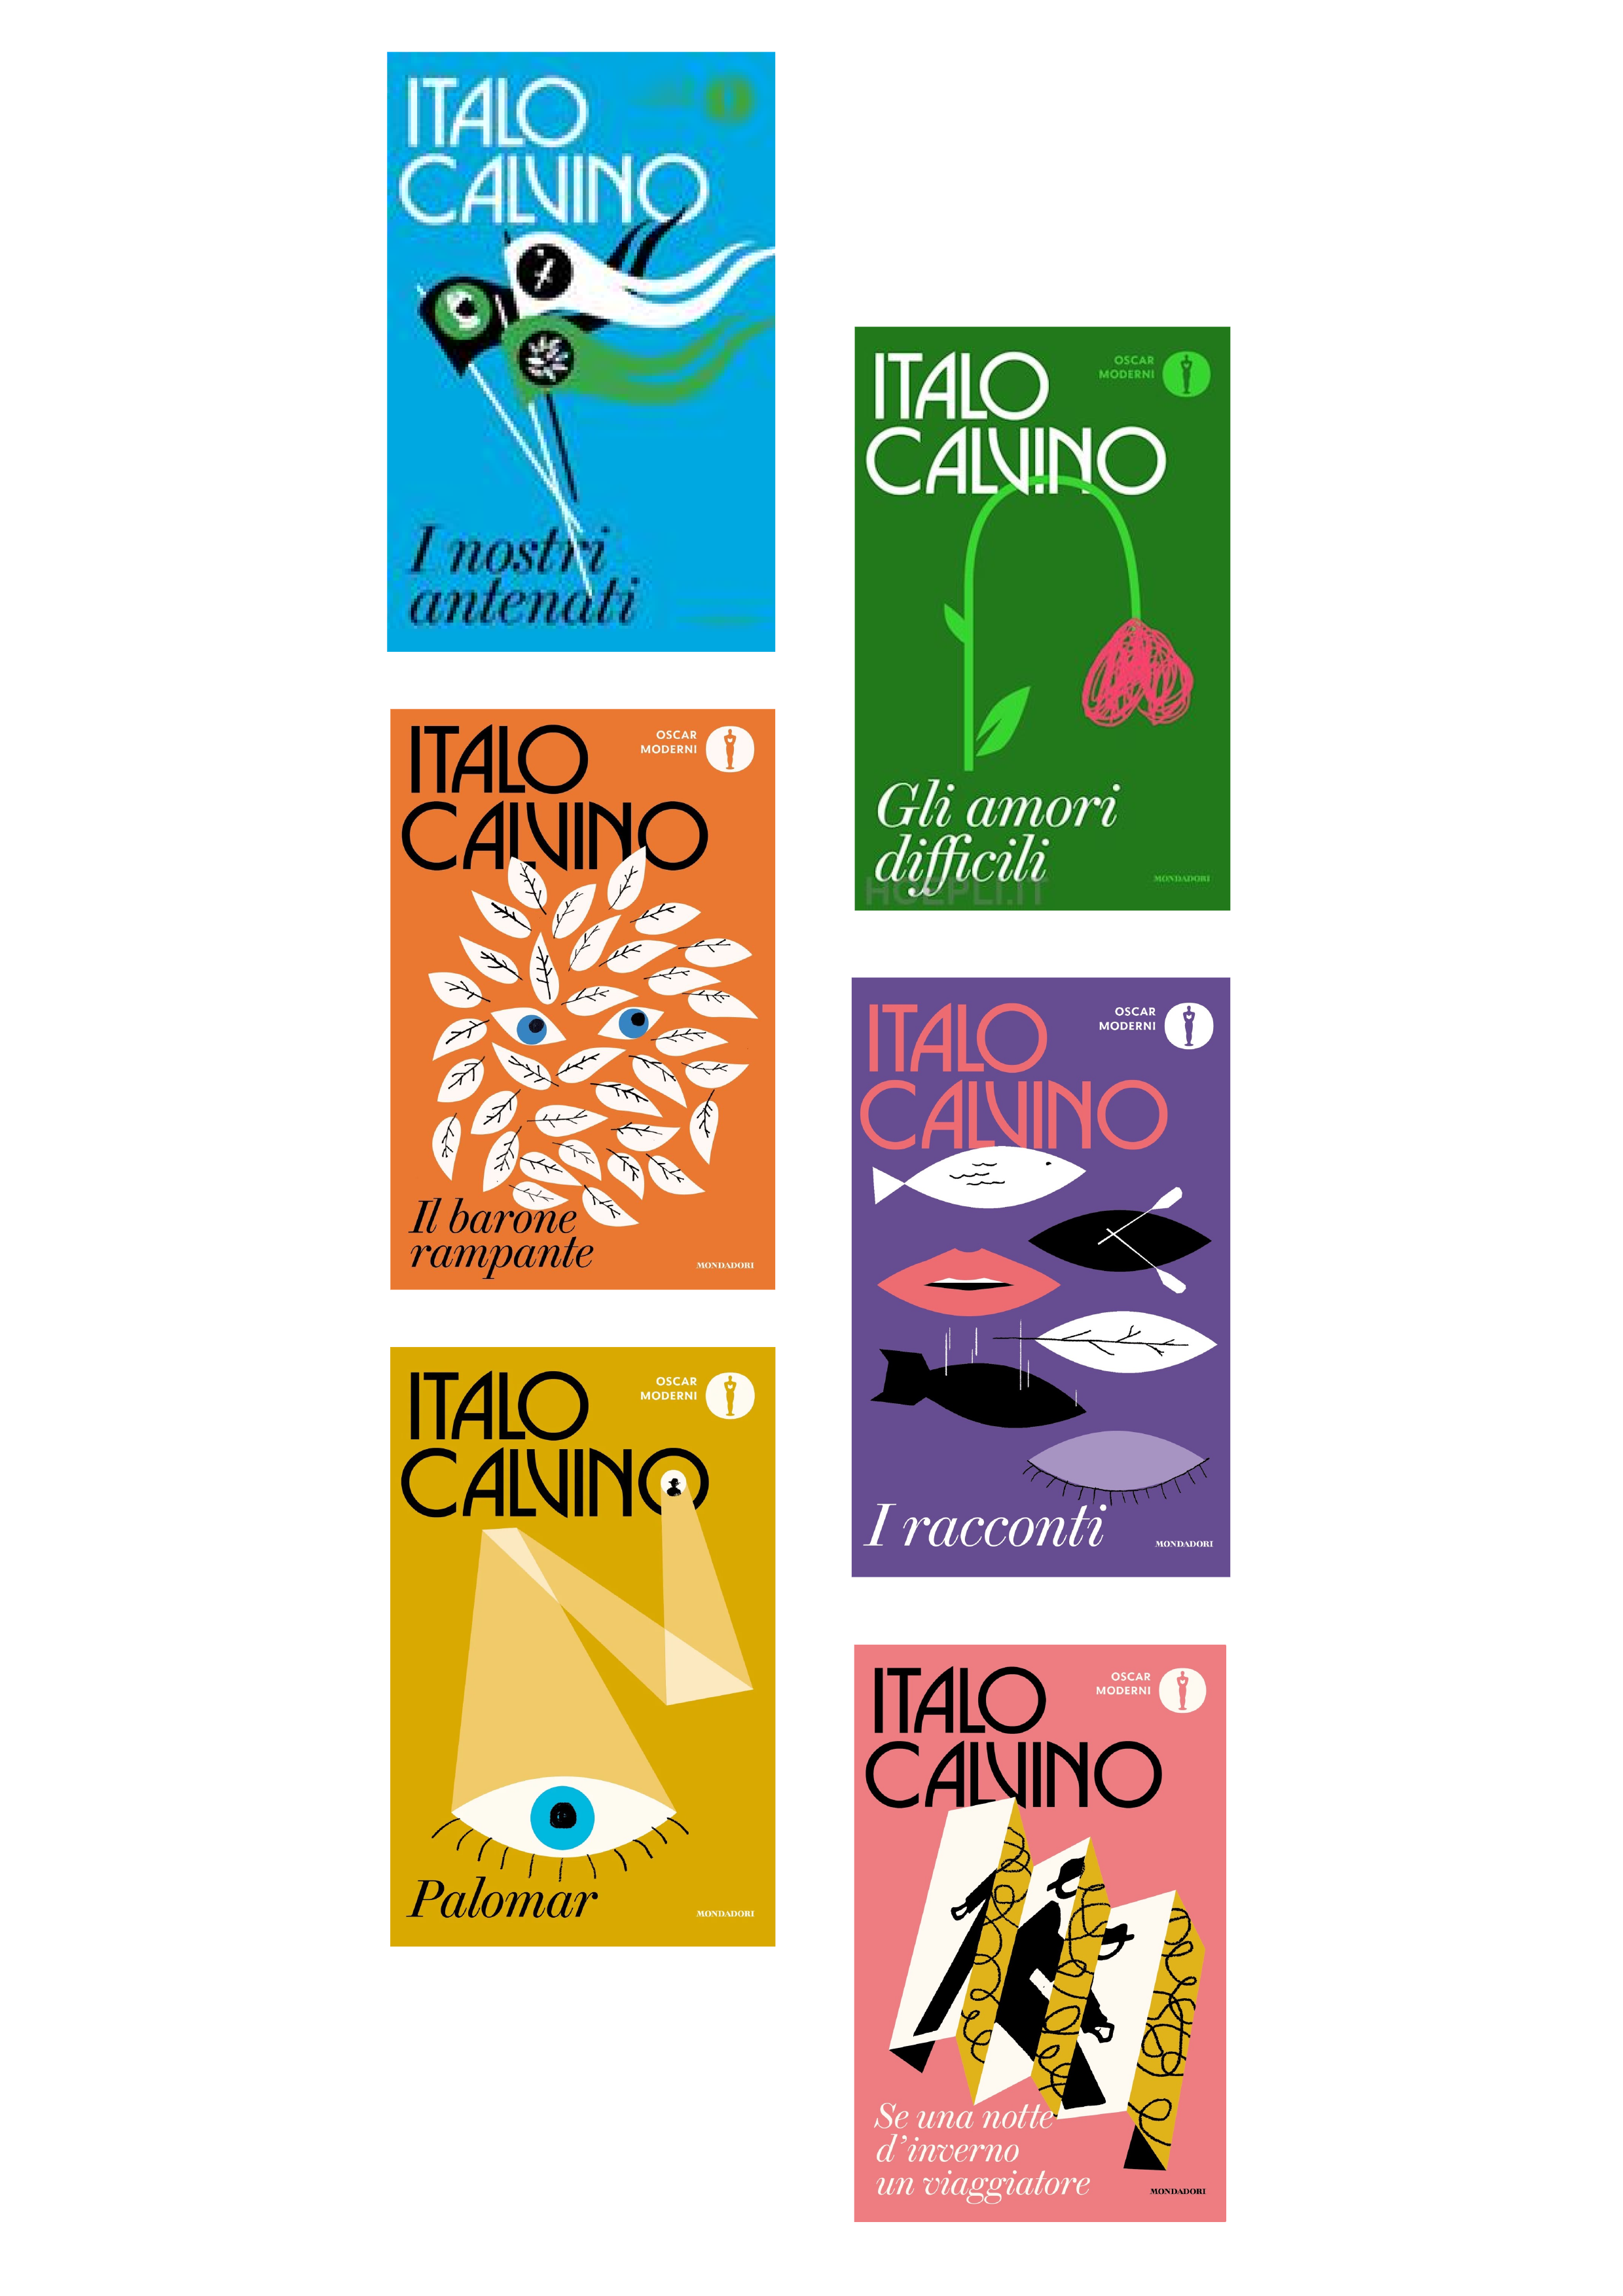 ITALO
CALVINO
I nostri
antenati
ITALO
CALVINO
OSCAR
MODERNI
Il barone
rampante
MONDADORI
ITALO
CALVINO
OSCAR
MODERNI
Palomar
MONDADORI
ITALO
CALVINO
OSCAR
MODERNI
Gli amori
difficili
MONDADORI
HOEPLI.IT
ITALO
CALVINO
OSCAR
MODERNI
I racconti
MONDADORI
ITALO
CALVINO
OSCAR
MODERNI
Se una notte
d'inverno
un viaggiatore
MONDADORI